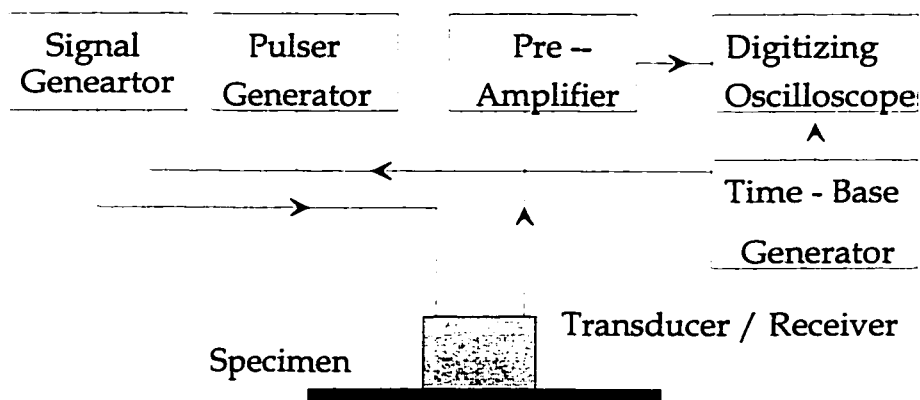 Signal
Geneartor
Pulser
Generator
Pre -
Amplifier
Digitizing
Oscilloscope
Time - Base
Generator
Transducer / Receiver
Specimen